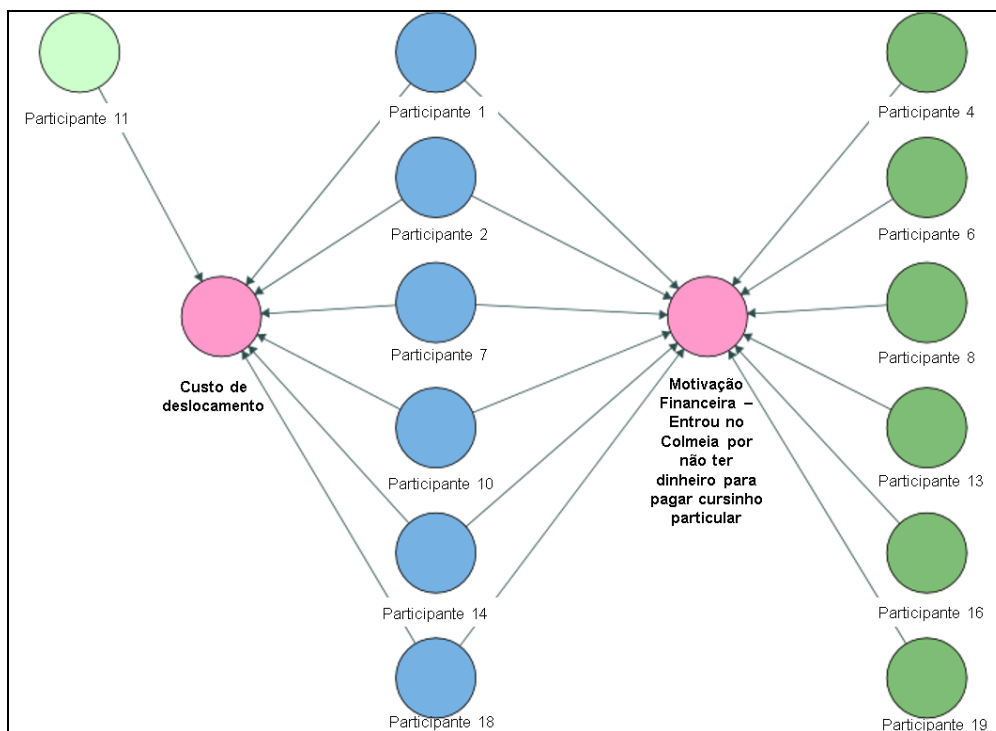 Participante 11
Participante 1
Participante 4
Participante 2
Participante 6
Participante 7
Participante 8
Custo de
deslocamento
Motivação
Financeira –
Entrou no
Colmeia por
não ter
dinheiro para
pagar cursinho
particular
Participante 10
Participante 13
Participante 14
Participante 16
Participante 18
Participante 19